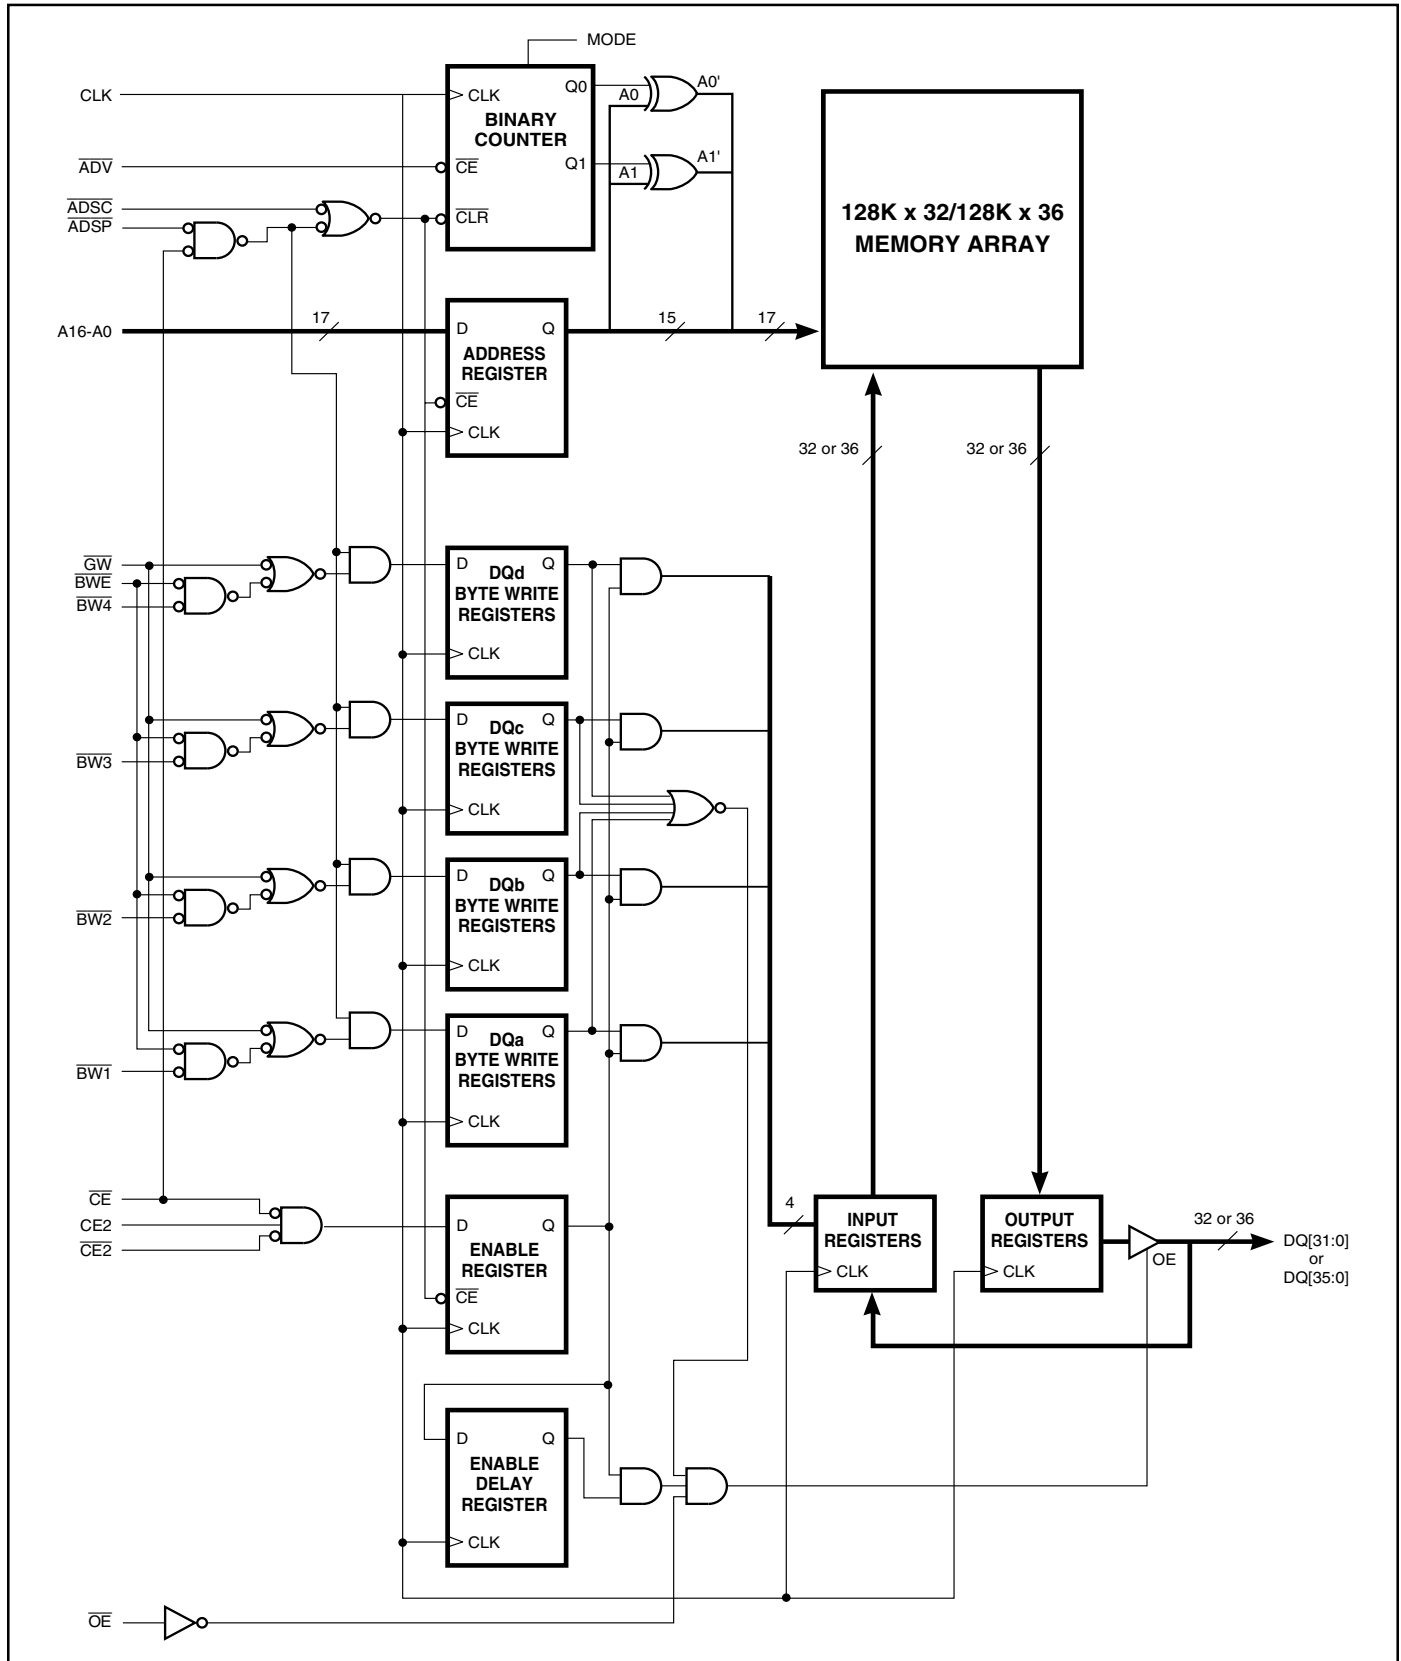 MODE
CLK
CLK
Q0
A0
A0'
BINARY
COUNTER
ADV
CE
Q1
A1
A1'
ADSC
ADSP
CLR
128K x 32/128K x 36
MEMORY ARRAY
A16-A0
17
D
Q
15
17
ADDRESS
REGISTER
CE
CLK
32 or 36
32 or 36
GW
BWE
BW4
D
Q
DQd
BYTE WRITE
REGISTERS
CLK
BW3
D
Q
DQc
BYTE WRITE
REGISTERS
CLK
BW2
D
Q
DQb
BYTE WRITE
REGISTERS
CLK
BW1
D
Q
DQa
BYTE WRITE
REGISTERS
CLK
CE
CE2
CE2
D
Q
ENABLE
REGISTER
CE
CLK
4
INPUT
REGISTERS
CLK
OUTPUT
REGISTERS
CLK
OE
32 or 36
DQ[31:0]
or
DQ[35:0]
D
Q
ENABLE
DELAY
REGISTER
CLK
OE